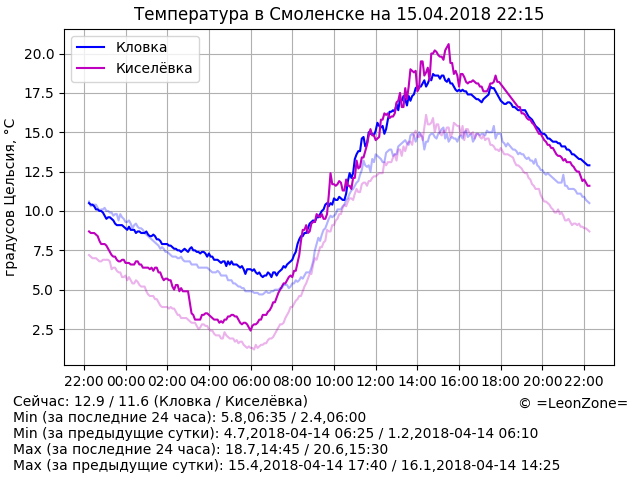 Температура в Смоленске на 15.04.2018 22:15
Кловка
Киселёвка
градусов Цельсия, °C
20.0
17.5
15.0
12.5
10.0
7.5
5.0
2.5
22:00 00:00 02:00 04:00 06:00 08:00 10:00 12:00 14:00 16:00 18:00 20:00 22:00
Сейчас: 12.9 / 11.6 (Кловка / Киселёвка)
© =LeonZone=
Min (за последние 24 часа): 5.8,06:35 / 2.4,06:00
Min (за предыдущие сутки): 4.7,2018-04-14 06:25 / 1.2,2018-04-14 06:10
Max (за последние 24 часа): 18.7,14:45 / 20.6,15:30
Max (за предыдущие сутки): 15.4,2018-04-14 17:40 / 16.1,2018-04-14 14:25